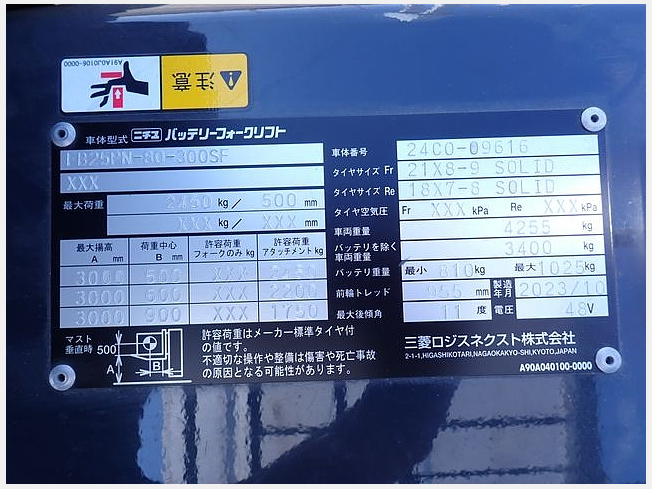 注意
A91A0J0106-0000
車体型式 ニチユ バッテリーフォークリフト
FB25PN-80-300SF
XXX
最大荷重 2450 kg / 500 mm
XXX kg / XXX mm
最大揚高 A mm 荷重中心 B mm 許容荷重 フォークのみ kg 許容荷重 アタッチメント kg
3000 500 XXX 2450
3000 600 XXX 2200
3000 900 XXX 1750
マスト垂直時 500 A B
許容荷重はメーカー標準タイヤ付
の値です。
不適切な操作や整備は傷害や死亡事故
の原因となる可能性があります。
車体番号 24C0-09616
タイヤサイズ Fr 21X8-9 SOLID
タイヤサイズ Re 18X7-8 SOLID
タイヤ空気圧 Fr XXX kPa Re XXX kPa
車両重量 4255 kg
バッテリを除く車両重量 3400 kg
バッテリ重量 最小 810 kg 最大 1025 kg
前輪トレッド 955 mm 製造年月 2023/10
最大後傾角 11 度 電圧 48 V
三菱ロジスネクスト株式会社
2-1-1,HIGASHIKOTARI,NAGAOKAKYO-SHI,KYOTO,JAPAN
A90A040100-0000